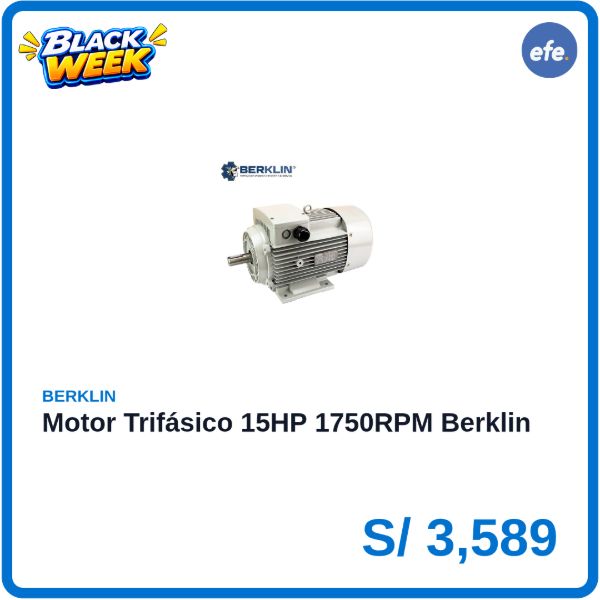 BLACK
WEEK
efe.
BERKLIN®
BERKLIN
Motor Trifásico 15HP 1750RPM Berklin
S/ 3,589